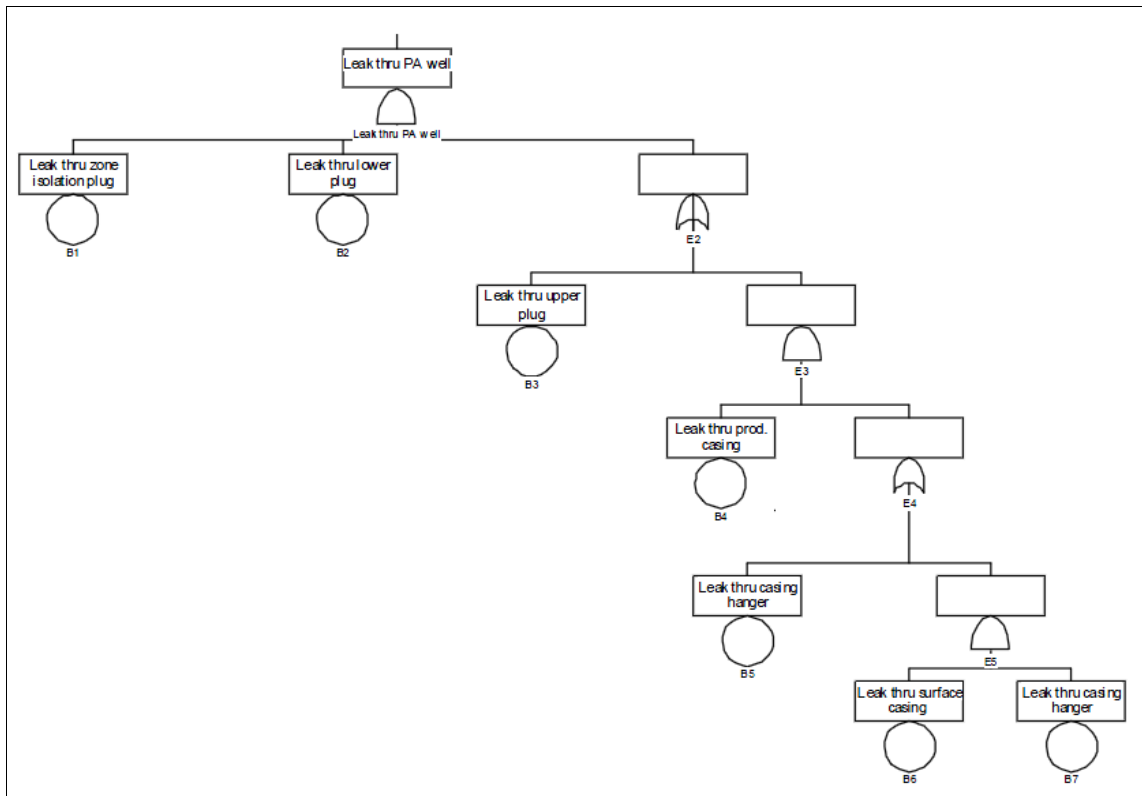 Leak thru PA well
Leak thru PA well
Leak thru zone
isolation plug
B1
Leak thru lower
plug
B2
E2
Leak thru upper
plug
B3
E3
Leak thru prod.
casing
B4
E4
Leak thru casing
hanger
B5
E5
Leak thru surface
casing
B6
Leak thru casing
hanger
B7